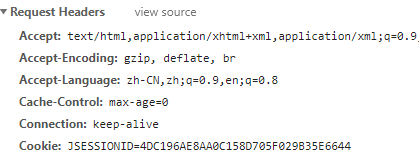 Request Headers view source
Accept: text/html,application/xhtml+xml,application/xml;q=0.9,
Accept-Encoding: gzip, deflate, br
Accept-Language: zh-CN,zh;q=0.9,en;q=0.8
Cache-Control: max-age=0
Connection: keep-alive
Cookie: JSESSIONID=4DC196AE8AA0C158D705F029B35E6644